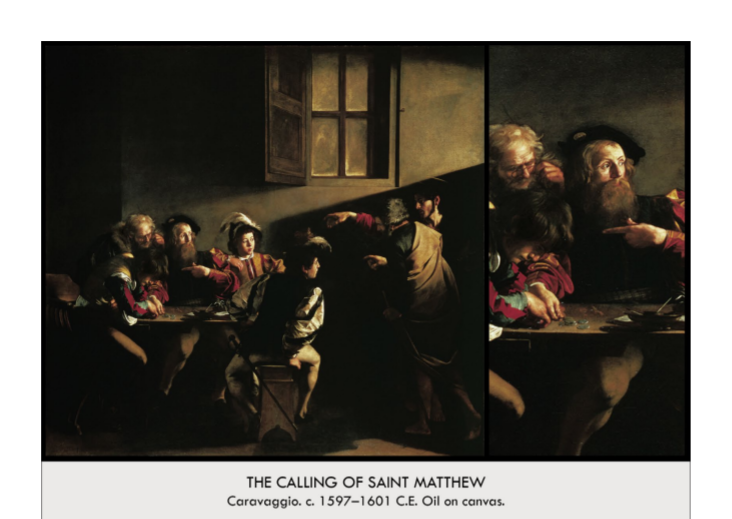 THE CALLING OF SAINT MATTHEW
Caravaggio. c. 1597–1601 C.E. Oil on canvas.